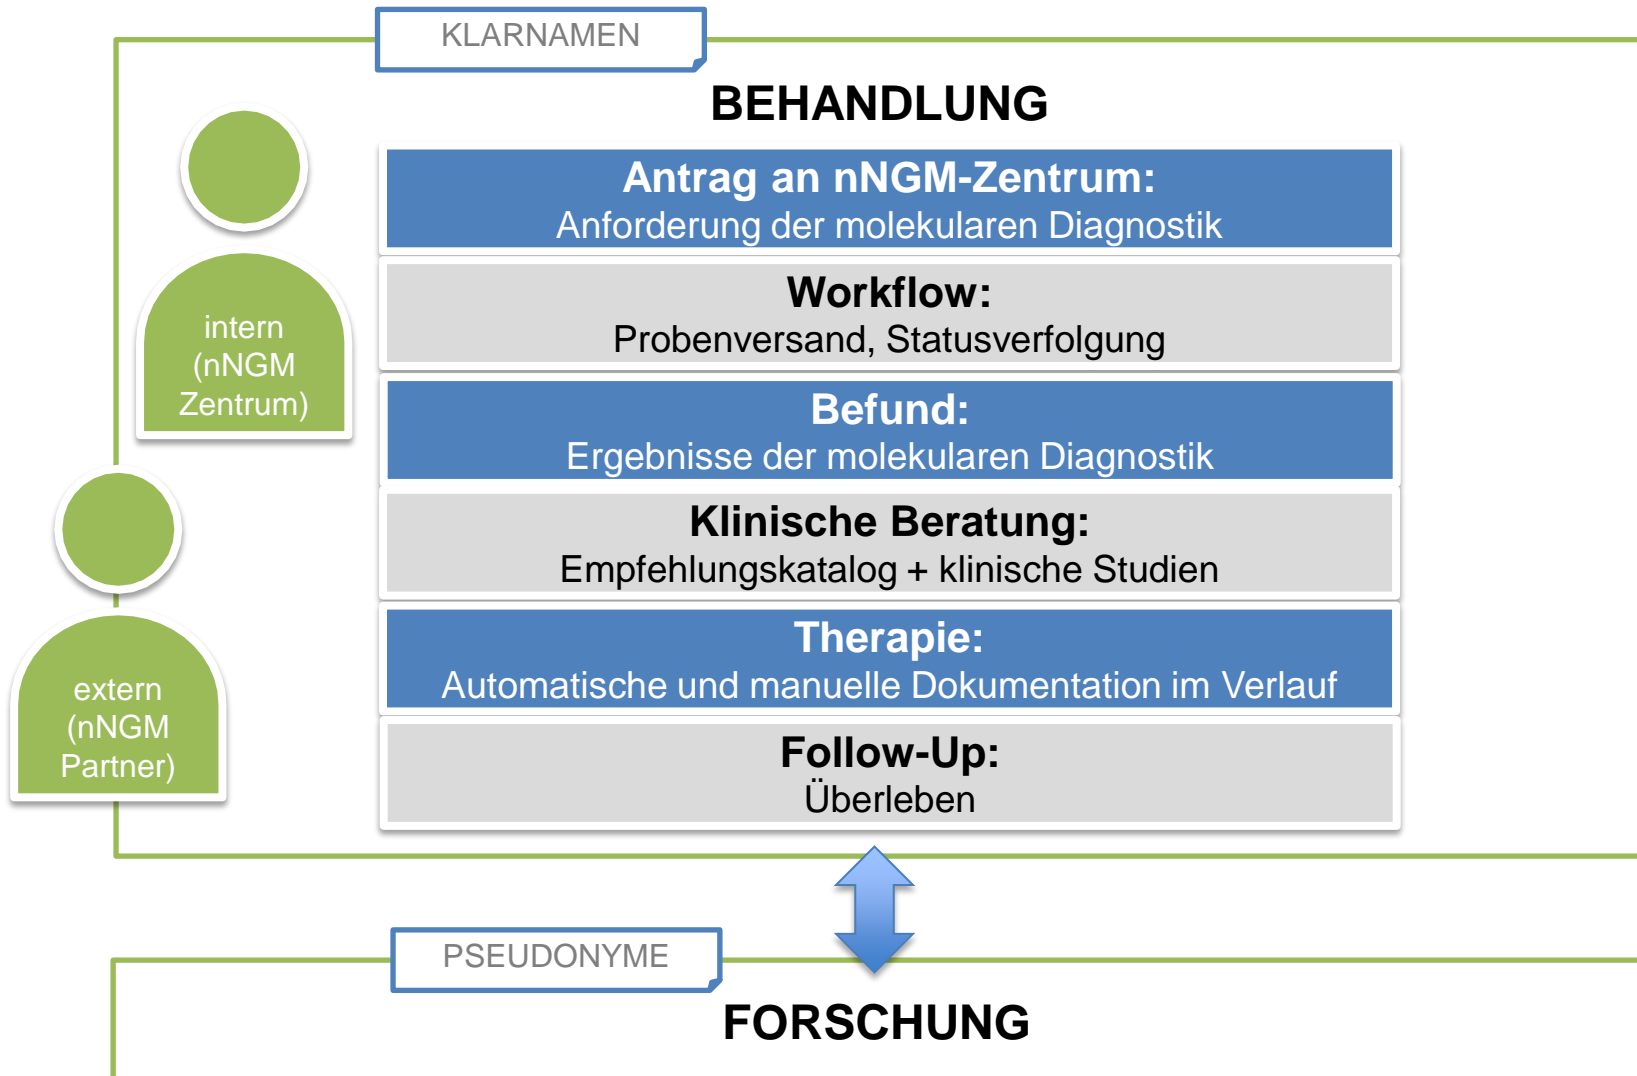 KLARNAMEN
BEHANDLUNG
Antrag an nNGM-Zentrum:
Anforderung der molekularen Diagnostik
Workflow:
Probenversand, Statusverfolgung
Befund:
Ergebnisse der molekularen Diagnostik
Klinische Beratung:
Empfehlungskatalog + klinische Studien
Therapie:
Automatische und manuelle Dokumentation im Verlauf
Follow-Up:
Überleben
intern
(nNGM
Zentrum)
extern
(nNGM
Partner)
PSEUDONYME
FORSCHUNG